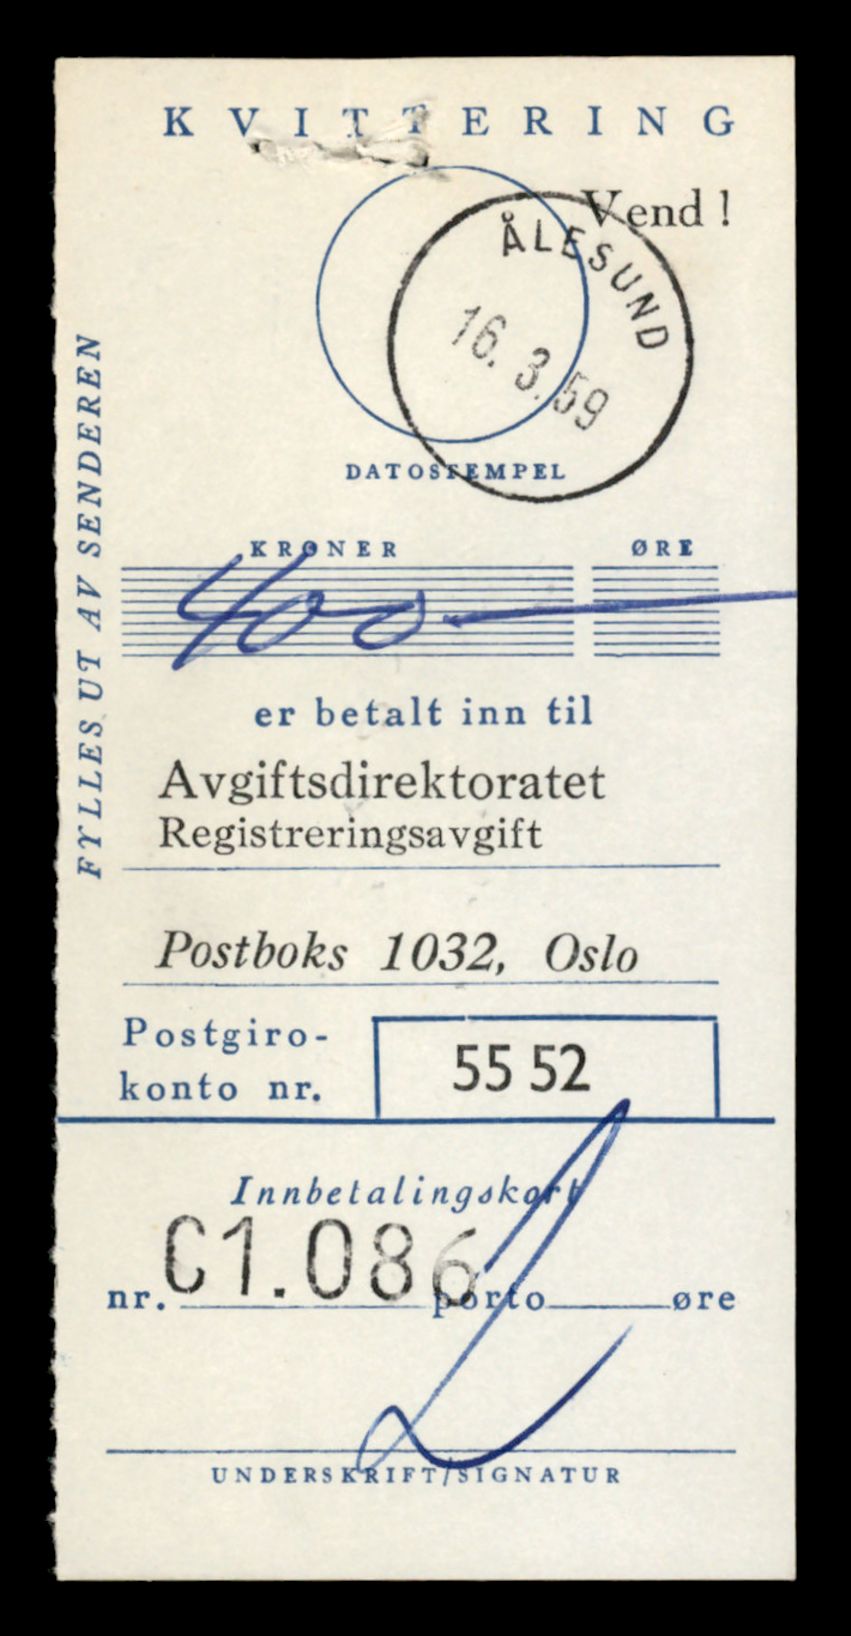 KVITTERING
Vend !
ÅLESUND
16. 3. 59
DATOSTEMPEL
FYLLES UT AV SENDEREN
KRONER ØRE
400 —
er betalt inn til
Avgiftsdirektoratet
Registreringsavgift
Postboks 1032, Oslo
Postgiro-
konto nr.
55 52
Innbetalingskort
nr. C1.086 porto øre
UNDERSKRIFT/SIGNATUR